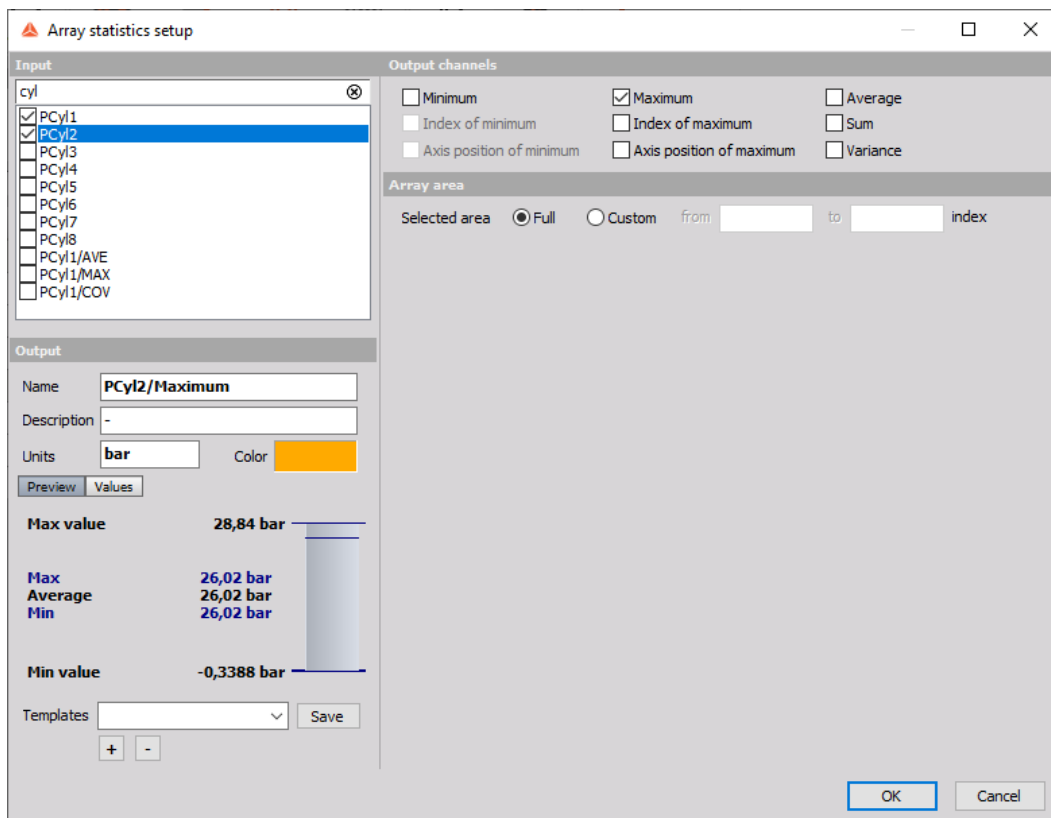 Array statistics setup
Input
cyl
PCyl1
PCyl2
PCyl3
PCyl4
PCyl5
PCyl6
PCyl7
PCyl8
PCyl1/AVE
PCyl1/MAX
PCyl1/COV
Output
Name PCyl2/Maximum
Description -
Units bar Color
Preview Values
Max value 28,84 bar
Max 26,02 bar
Average 26,02 bar
Min 26,02 bar
Min value -0,3388 bar
Templates Save
+ -
Output channels
Minimum Maximum Average
Index of minimum Index of maximum Sum
Axis position of minimum Axis position of maximum Variance
Array area
Selected area Full Custom from to index
OK Cancel